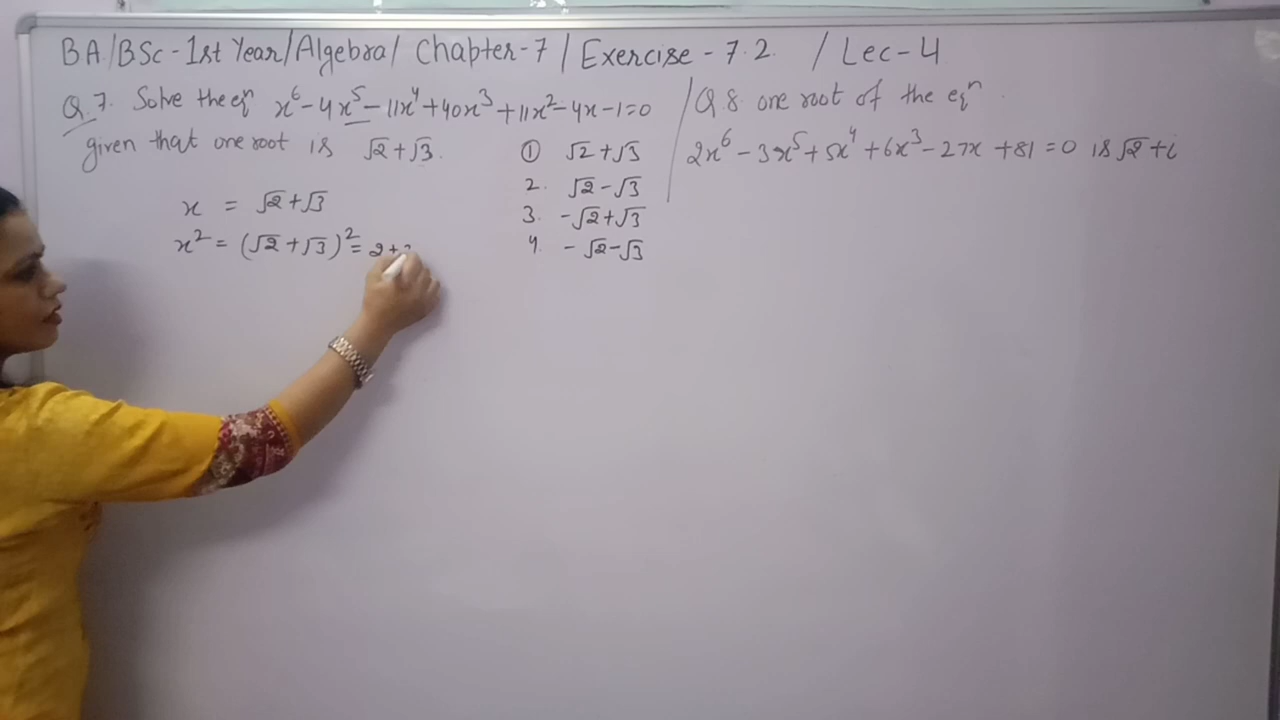 BA/BSc-1st Year/Algebra/ Chapter-7 / Exercise-7.2. / Lec-4
Q.7. Solve the eqⁿ x⁶-4x⁵-11x⁴+40x³+11x²-4x-1=0
given that one root is √2+√3.
① √2+√3
2. √2-√3
3. -√2+√3
4. -√2-√3
x = √2+√3
x² = (√2+√3)² = 2+
Q.8. one root of the eqⁿ
2x⁶-3x⁵+5x⁴+6x³-27x+81=0 is √2+i